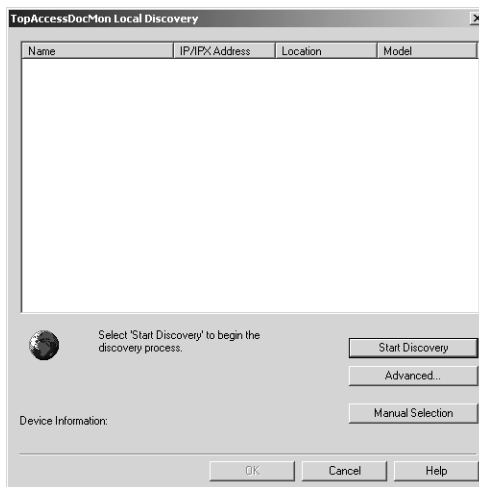 TopAccessDocMon Local Discovery
Name IP/IPX Address Location Model
Select 'Start Discovery' to begin the
discovery process.
Start Discovery
Advanced...
Manual Selection
Device Information:
OK Cancel Help